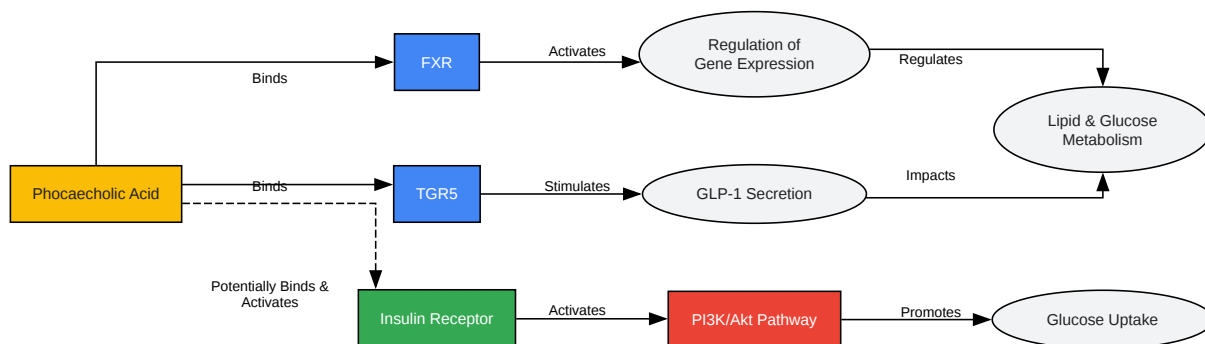 Regulation of
Gene Expression
FXR
Activates
Binds
Regulates
Lipid & Glucose
Metabolism
Phocaecholic Acid
Binds
TGR5
Stimulates
GLP-1 Secretion
Impacts
Potentially Binds &
Activates
Insulin Receptor
Activates
PI3K/Akt Pathway
Promotes
Glucose Uptake